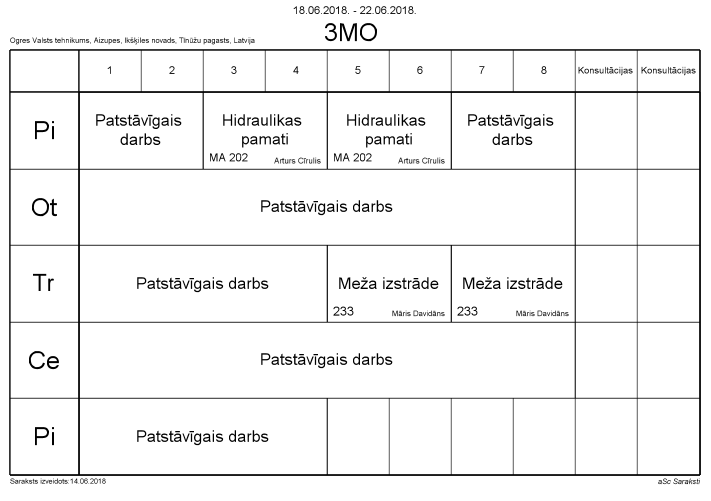 18.06.2018. - 22.06.2018.
3MO
Ogres Valsts tehnikums, Aizupes, Ikšķiles novads, Tīnūžu pagasts, Latvija
1 2 3 4 5 6 7 8 Konsultācijas Konsultācijas
Pi
Patstāvīgais
darbs
Hidraulikas
pamati
MA 202 Arturs Cīrulis
Hidraulikas
pamati
MA 202 Arturs Cīrulis
Patstāvīgais
darbs
Ot
Patstāvīgais darbs
Tr
Patstāvīgais darbs
Meža izstrāde
233 Māris Davidāns
Meža izstrāde
233 Māris Davidāns
Ce
Patstāvīgais darbs
Pi
Patstāvīgais darbs
Saraksts izveidots:14.06.2018
aSc Saraksti